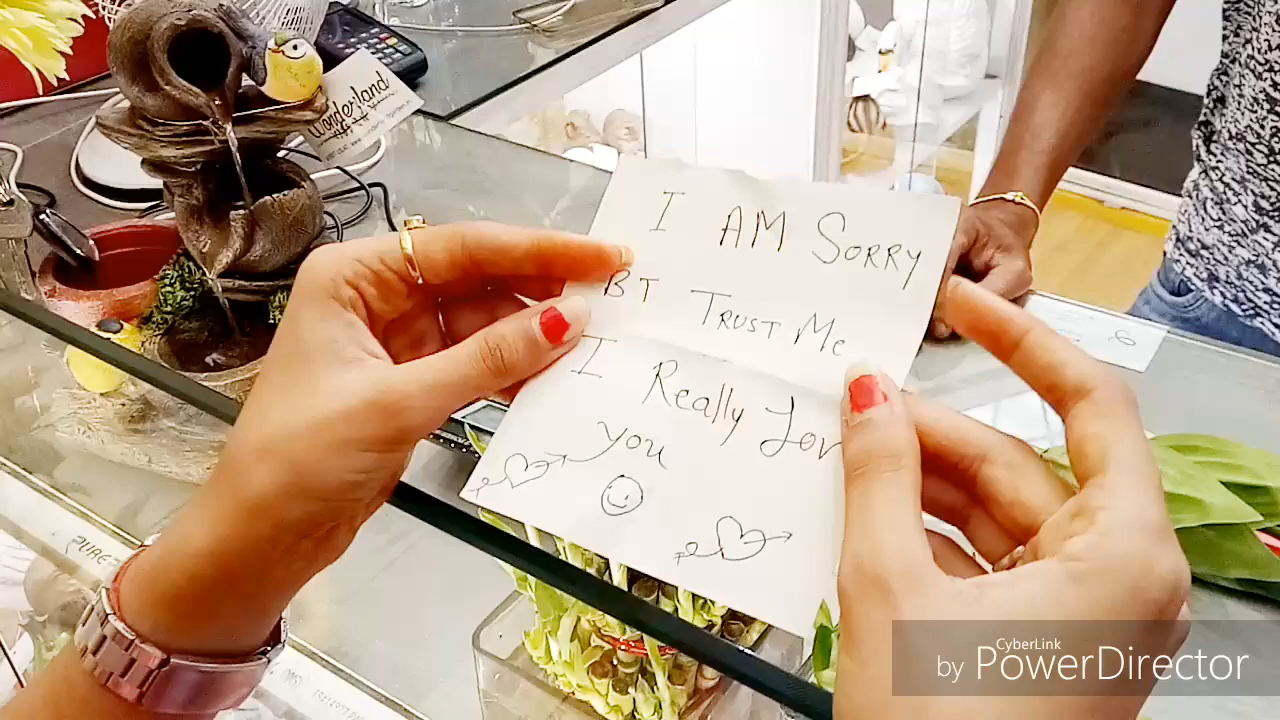 Wonderland
I AM SORRY
BT TRUST Me
I Really Lov
you
CyberLink
by PowerDirector